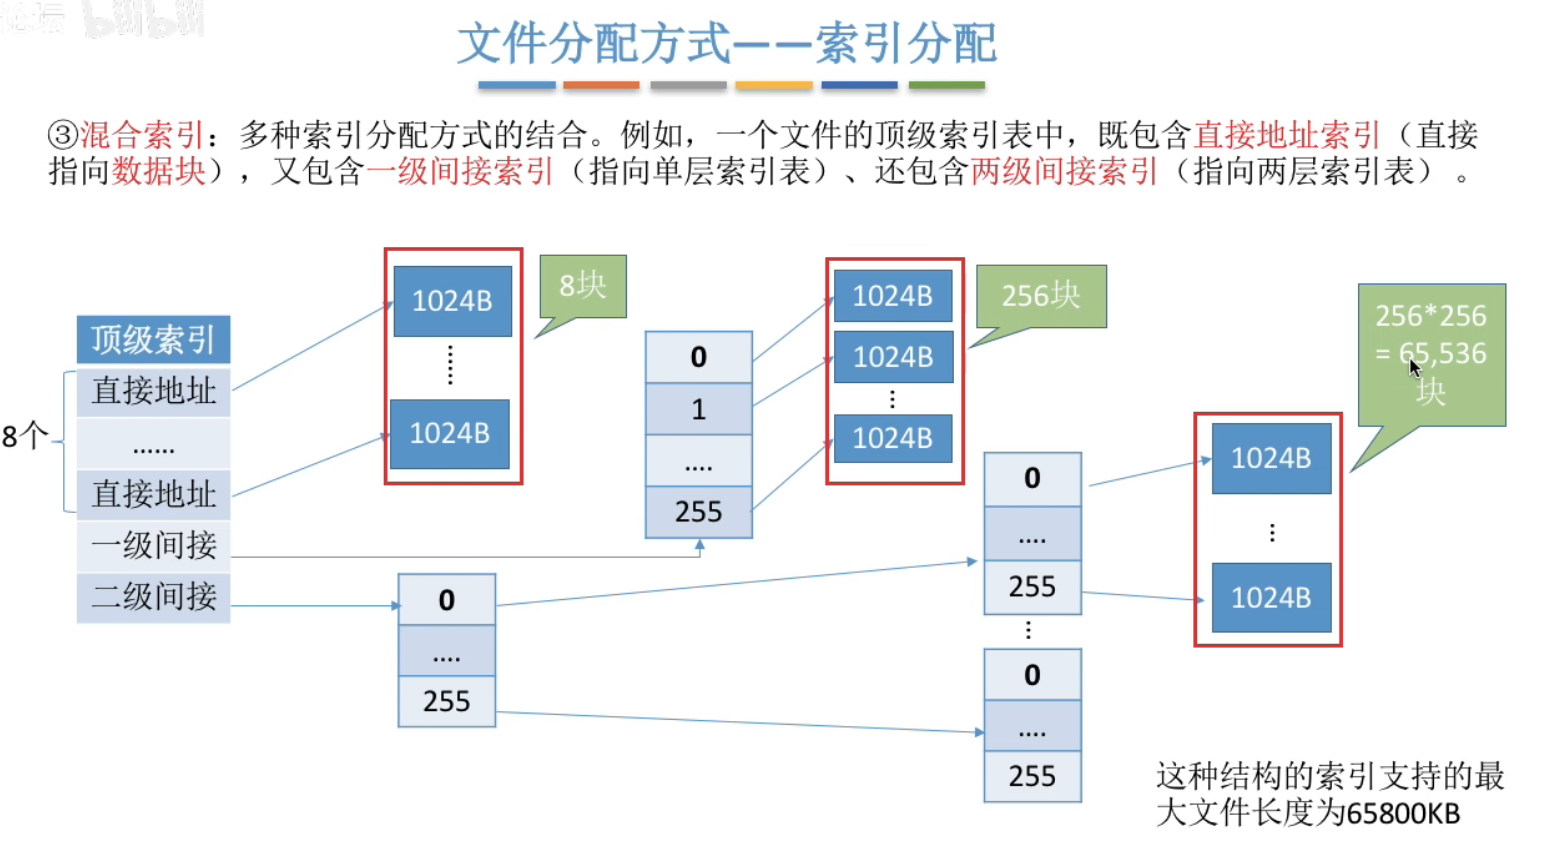 论坛 bilibili
文件分配方式——索引分配
③混合索引：多种索引分配方式的结合。例如，一个文件的顶级索引表中，既包含直接地址索引（直接
指向数据块），又包含一级间接索引（指向单层索引表）、还包含两级间接索引（指向两层索引表）。
顶级索引
直接地址
......
直接地址
一级间接
二级间接
8个
1024B
1024B
8块
0
1
....
255
1024B
1024B
1024B
256块
0
....
255
0
....
255
0
....
255
1024B
1024B
256*256
= 65,536
块
这种结构的索引支持的最
大文件长度为65800KB